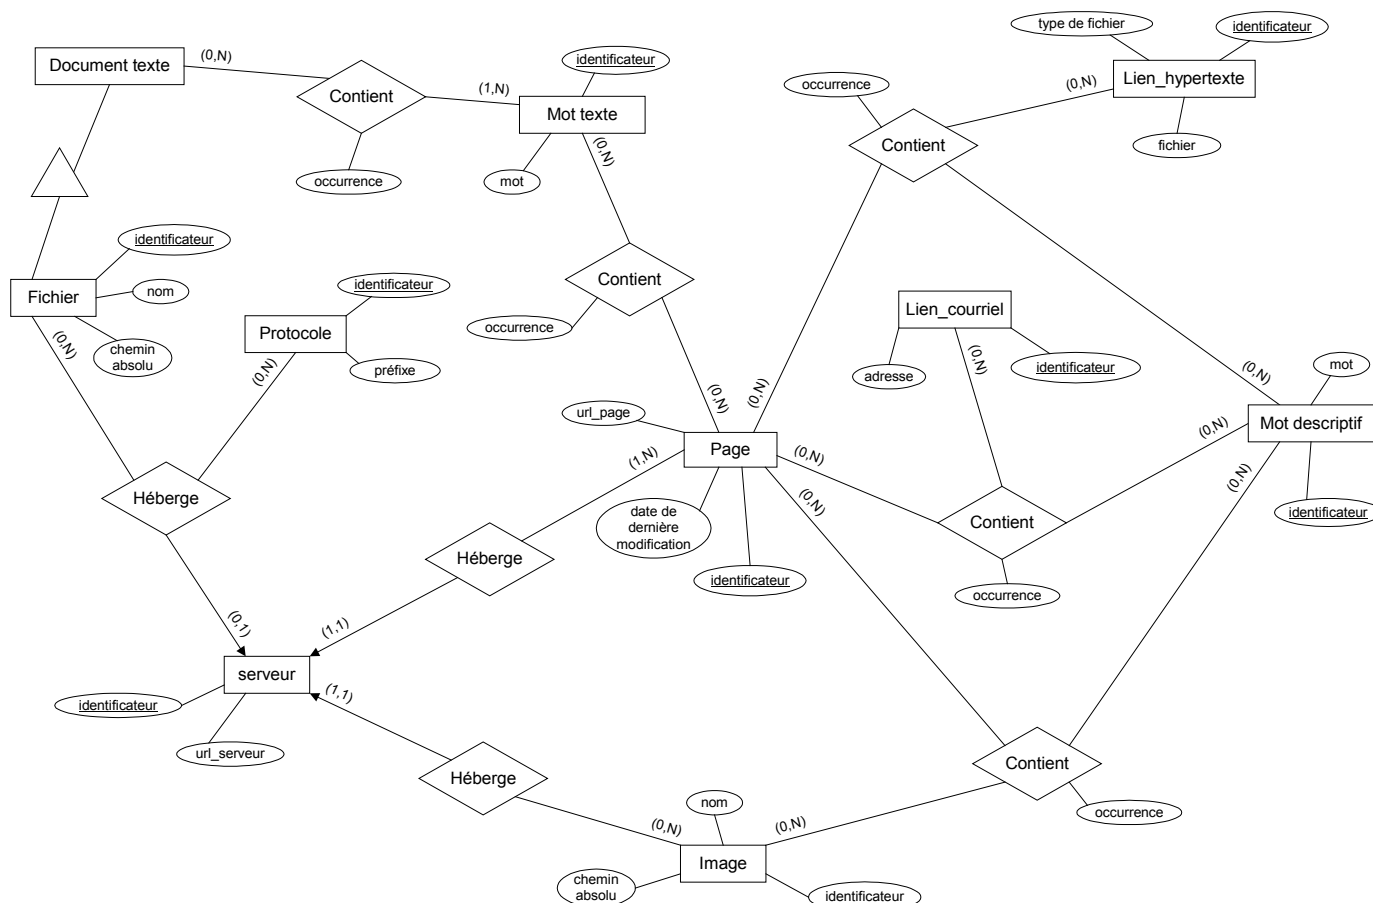 type de fichier
identificateur
(0,N)
Document texte
identificateur
Lien_hypertexte
(0,N)
occurrence
Contient
(1,N)
Mot texte
Contient
fichier
(0,N)
occurrence
mot
identificateur
nom
Fichier
Contient
identificateur
Lien_courriel
Protocole
occurrence
(0,N)
chemin
absolu
(0,N)
préfixe
(0,N)
adresse
identificateur
(0,N)
mot
(0,N)
(0,N)
url_page
Mot descriptif
Page
(0,N)
(1,N)
(0,N)
(0,N)
(0,N)
Héberge
date de
dernière
modification
identificateur
Contient
Héberge
identificateur
occurrence
(0,1)
(1,1)
serveur
(1,1)
identificateur
url_serveur
Héberge
Contient
nom
occurrence
(0,N)
(0,N)
Image
chemin
absolu
identificateur